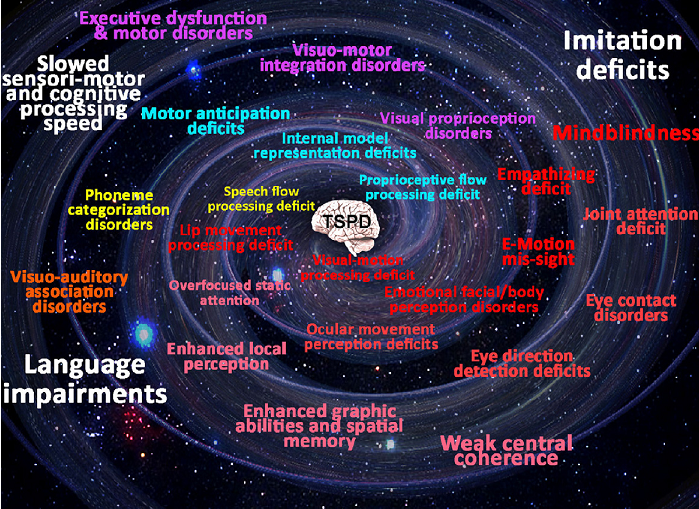 Executive dysfunction
& motor disorders
Visuo-motor
integration disorders
Imitation
deficits
Slowed
sensori-motor
and cognitive
processing
speed
Motor anticipation
deficits
Visual proprioception
disorders
Mindblindness
Internal model
representation deficits
Proprioceptive flow
processing deficit
Empathizing
deficit
Phoneme
categorization
disorders
Speech flow
processing deficit
TSPD
Joint attention
deficit
Lip movement
processing deficit
E-Motion
mis-sight
Visual-motion
processing deficit
Visuo-auditory
association
disorders
Overfocused static
attention
Emotional facial/body
perception disorders
Eye contact
disorders
Ocular movement
perception deficits
Enhanced local
perception
Eye direction
detection deficits
Language
impairments
Enhanced graphic
abilities and spatial
memory
Weak central
coherence